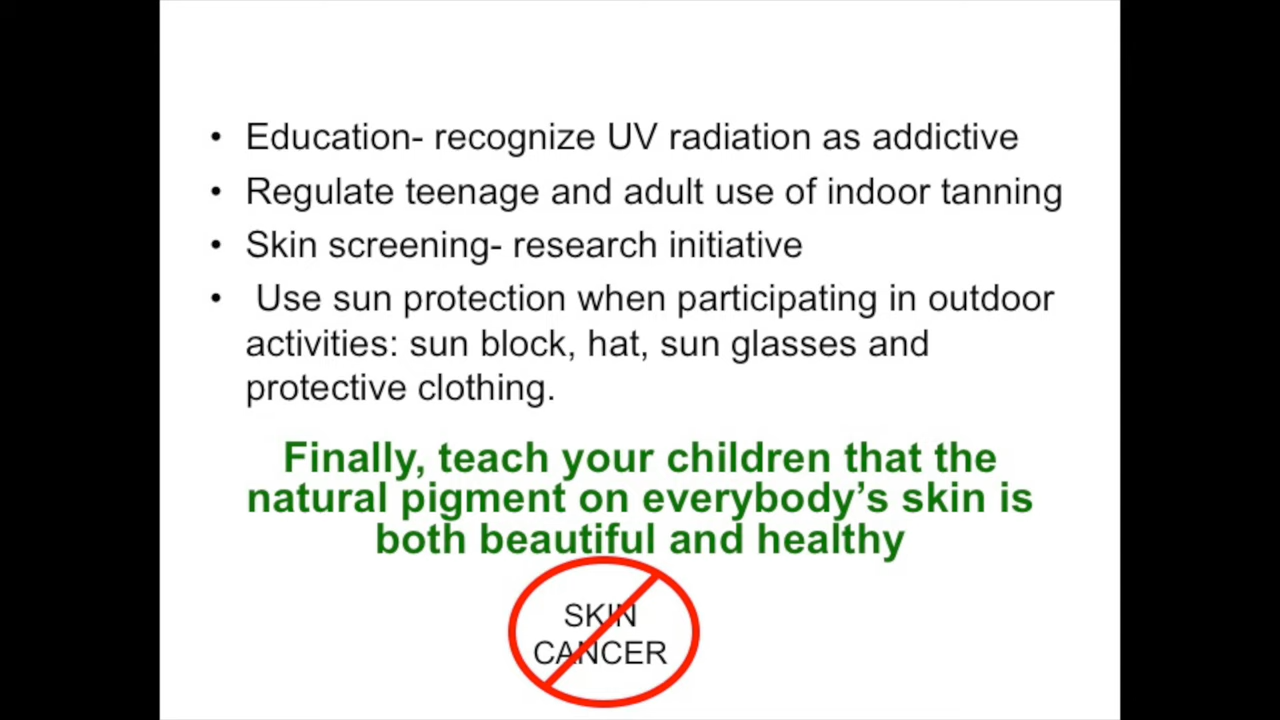 • Education- recognize UV radiation as addictive
• Regulate teenage and adult use of indoor tanning
• Skin screening- research initiative
• Use sun protection when participating in outdoor
activities: sun block, hat, sun glasses and
protective clothing.
Finally, teach your children that the
natural pigment on everybody’s skin is
both beautiful and healthy
SKIN
CANCER